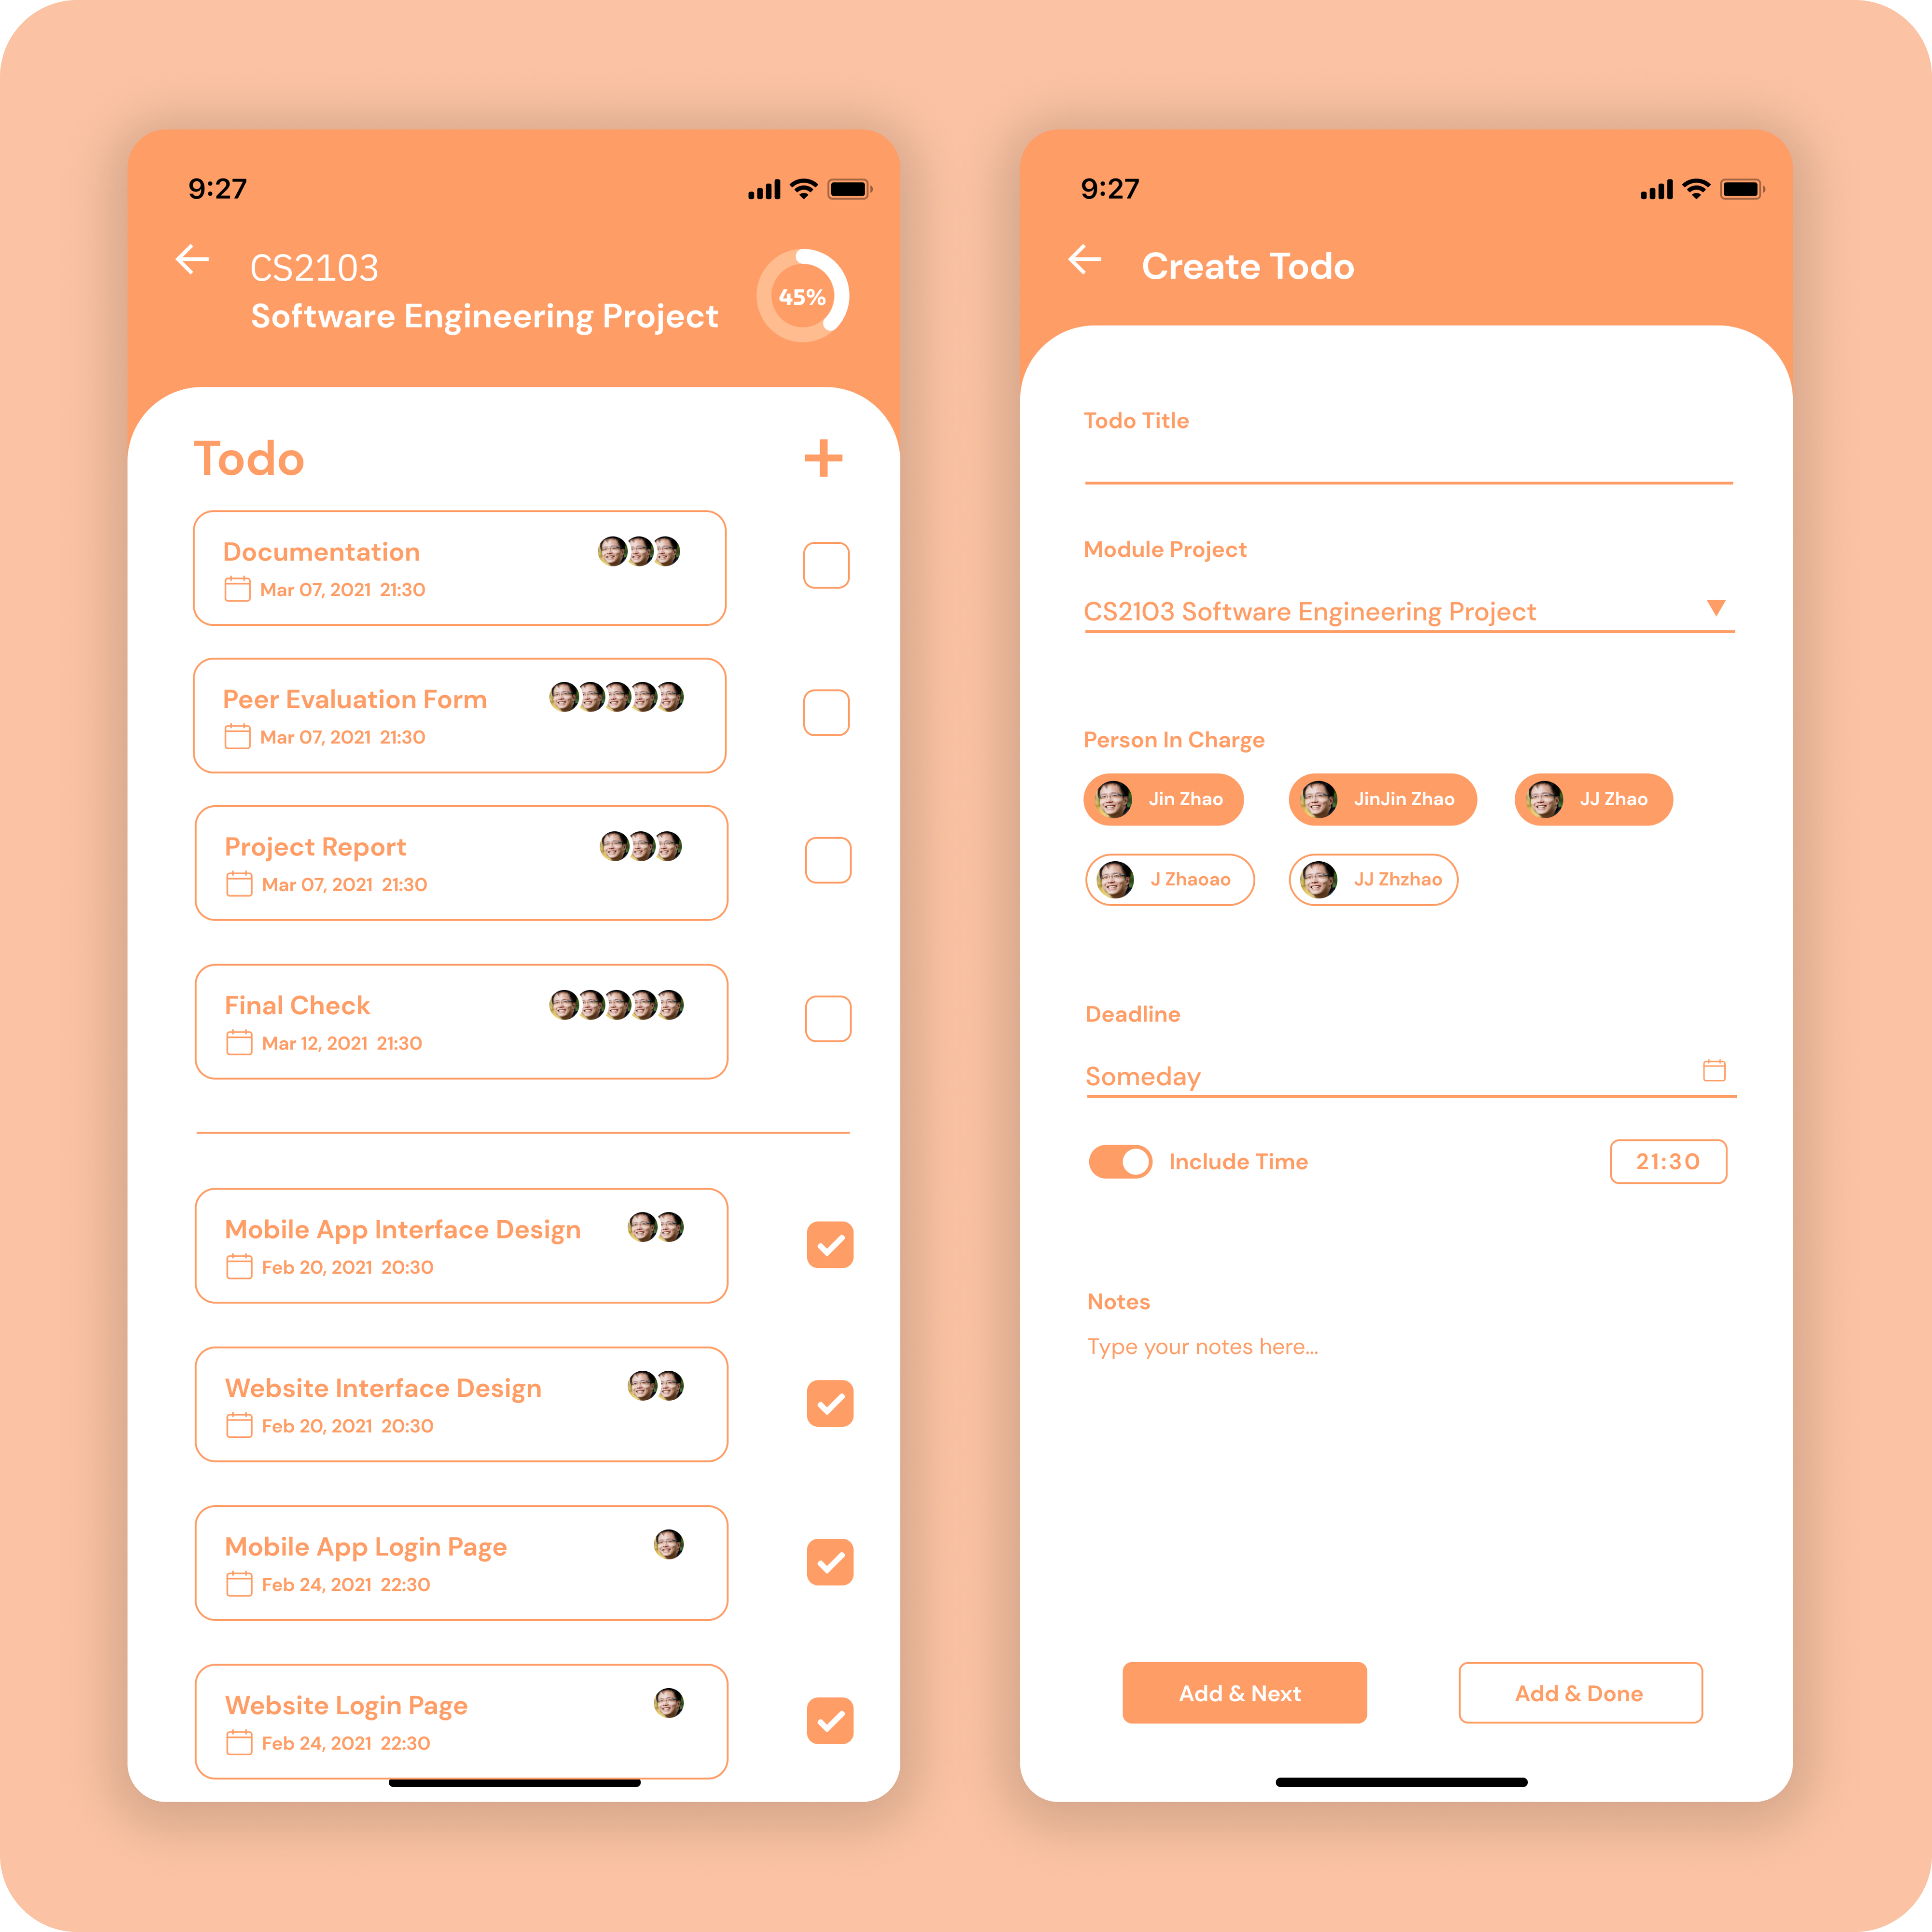 9:27
CS2103
Software Engineering Project
45%
Todo
Documentation
Mar 07, 2021 21:30
Peer Evaluation Form
Mar 07, 2021 21:30
Project Report
Mar 07, 2021 21:30
Final Check
Mar 12, 2021 21:30
Mobile App Interface Design
Feb 20, 2021 20:30
Website Interface Design
Feb 20, 2021 20:30
Mobile App Login Page
Feb 24, 2021 22:30
Website Login Page
Feb 24, 2021 22:30
9:27
Create Todo
Todo Title
Module Project
CS2103 Software Engineering Project
Person In Charge
Jin Zhao JinJin Zhao JJ Zhao
J Zhaoao JJ Zhzhao
Deadline
Someday
Include Time 21:30
Notes
Type your notes here...
Add & Next Add & Done